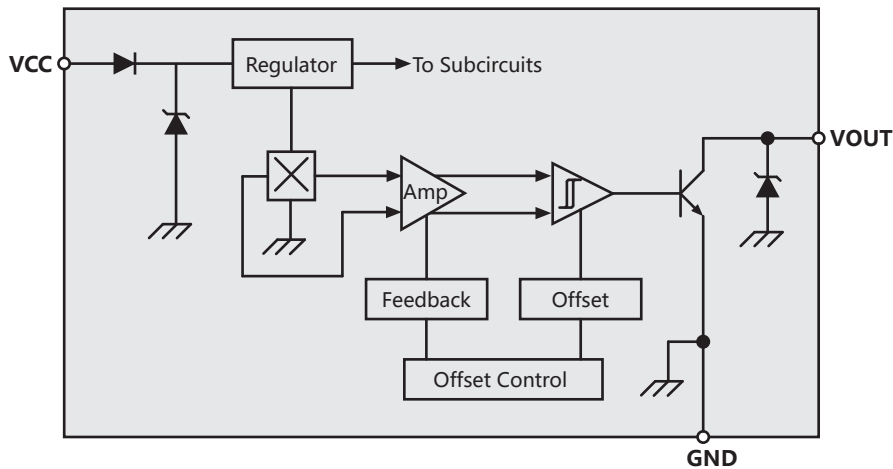 VCC
Regulator
To Subcircuits
VOUT
Amp
Feedback
Offset
Offset Control
GND